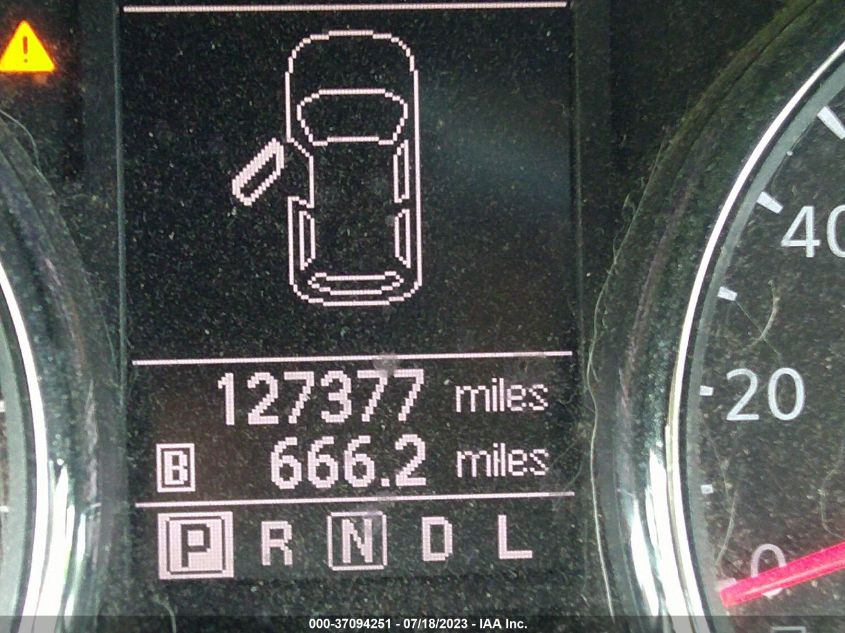 127377 miles
B 666.2 miles
P R N D L
40
20
0
000-37094251 - 07/18/2023 - IAA Inc.